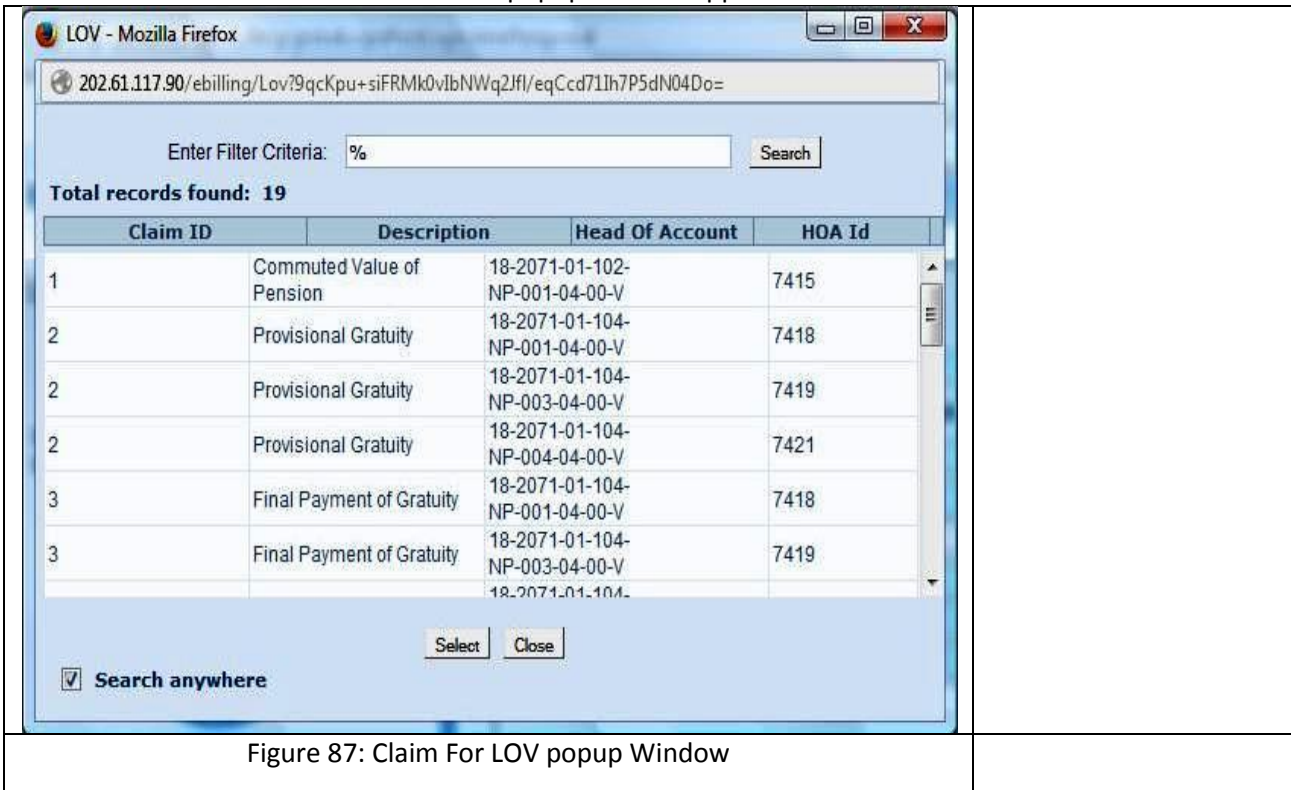 LOV - Mozilla Firefox
202.61.117.90/ebilling/Lov?9qcKpu+siFRMk0vIbNWq2JfI/eqCcd71Ih7P5dN04Do=
Enter Filter Criteria: % Search
Total records found: 19
Claim ID Description Head Of Account HOA Id
1 Commuted Value of Pension 18-2071-01-102-NP-001-04-00-V 7415
2 Provisional Gratuity 18-2071-01-104-NP-001-04-00-V 7418
2 Provisional Gratuity 18-2071-01-104-NP-003-04-00-V 7419
2 Provisional Gratuity 18-2071-01-104-NP-004-04-00-V 7421
3 Final Payment of Gratuity 18-2071-01-104-NP-001-04-00-V 7418
3 Final Payment of Gratuity 18-2071-01-104-NP-003-04-00-V 7419
18-2071-01-104-
Select Close
Search anywhere
Figure 87: Claim For LOV popup Window